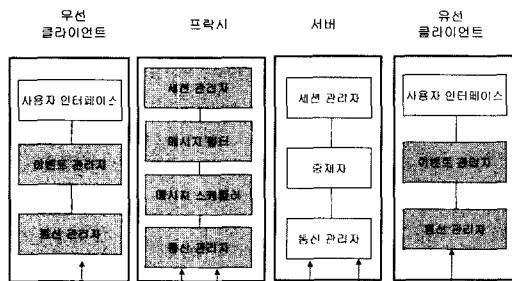 무선
클라이언트
프락시
서버
유선
클라이언트
사용자 인터페이스
이벤트 관리자
통신 관리자
세션 관리자
메시지 필터
메시지 스케쥴러
통신 관리자
세션 관리자
중재자
통신 관리자
사용자 인터페이스
이벤트 관리자
통신 관리자